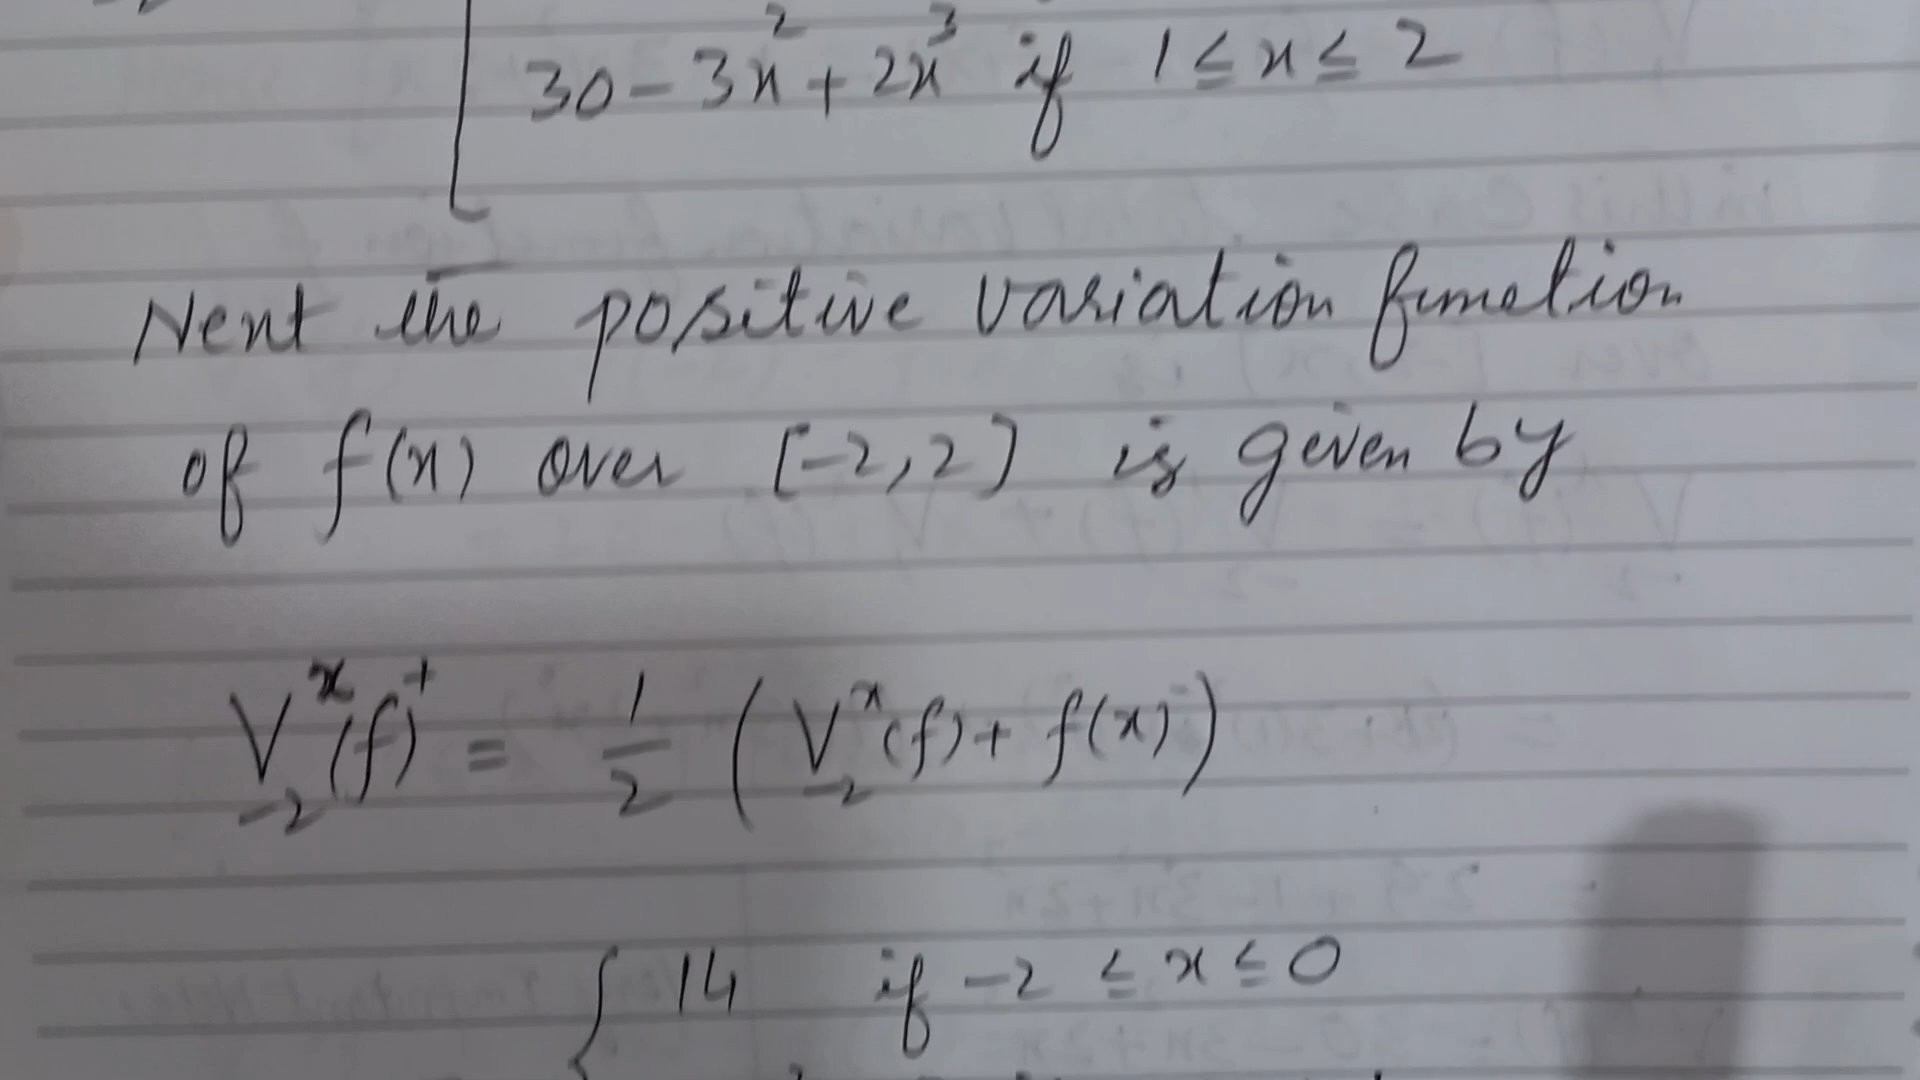 30 - 3x² + 2x³ if 1 ≤ x ≤ 2
Next the positive variation function
of f(x) over [-2,2] is given by
V₋₂ˣ(f)⁺ = 1/2 (V₋₂ˣ(f) + f(x))
{ 14 if -2 ≤ x ≤ 0